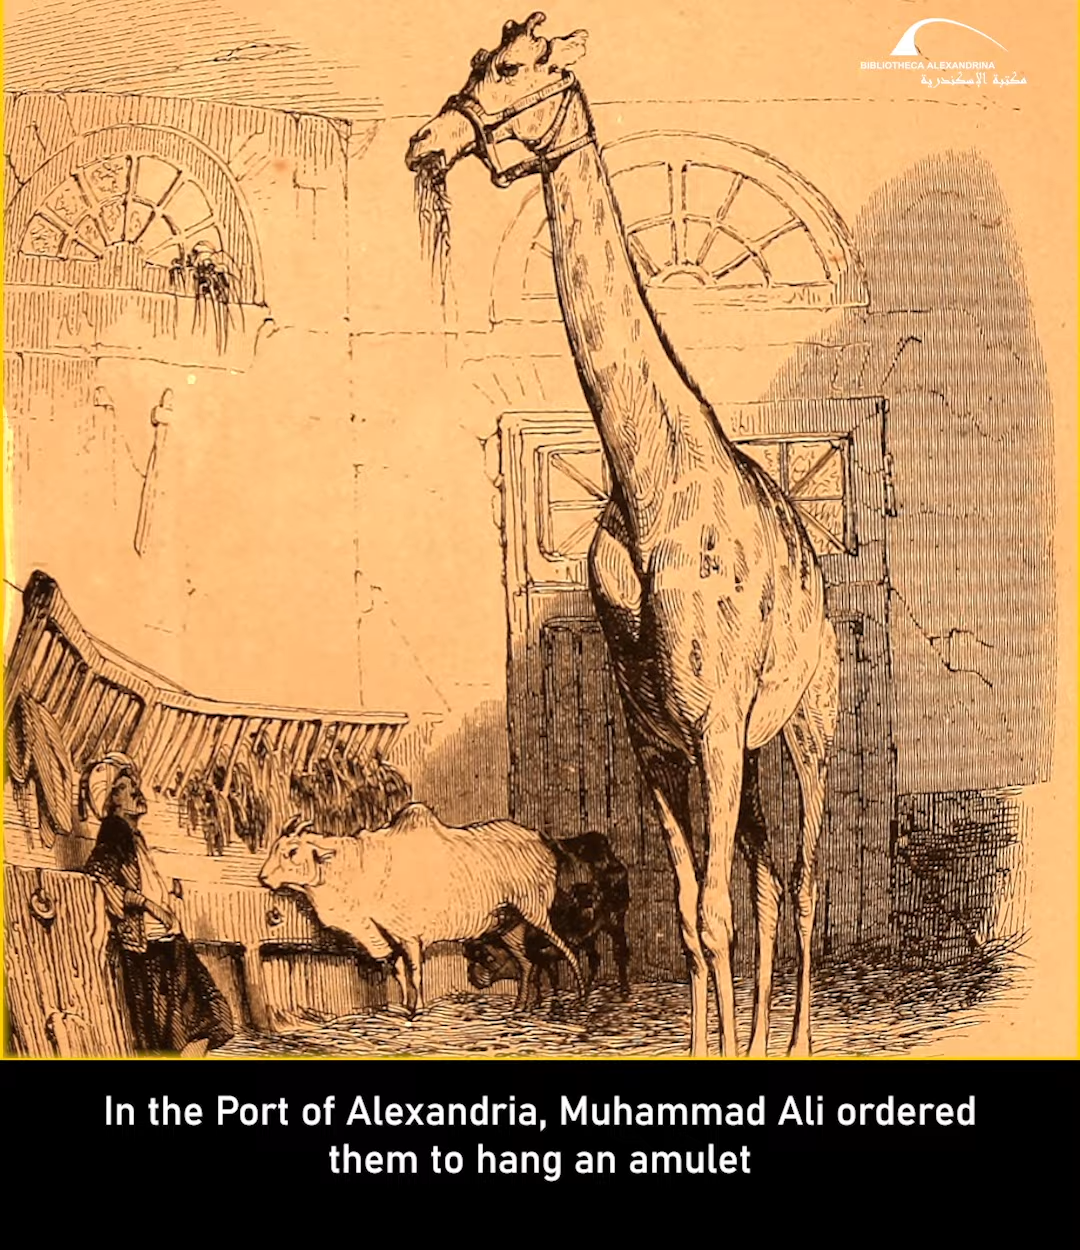 BIBLIOTHECA ALEXANDRINA
مكتبة الإسكندرية
In the Port of Alexandria, Muhammad Ali ordered
them to hang an amulet